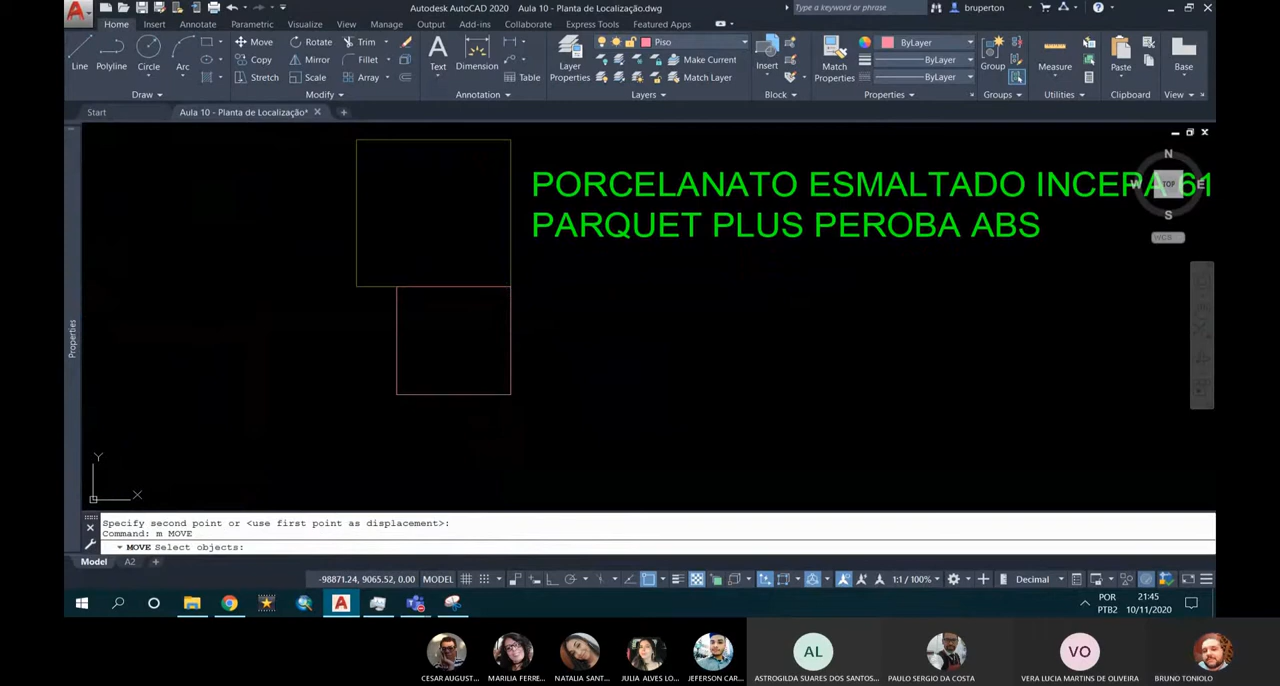 Autodesk AutoCAD 2020 Aula 10 - Planta de Localização.dwg
Type a keyword or phrase
bruperton
Home Insert Annotate Parametric View Manage Output Add-ins Collaborate Express Tools Featured Apps
Line Polyline Circle Arc
Move Rotate Trim
Copy Mirror Fillet
Stretch Scale Array
Text Dimension Table
Layer Properties
Piso
Make Current
Match Layer
Insert
Match Properties
ByLayer
ByLayer
ByLayer
Group
Measure
Paste
Base
Draw Modify Annotation Layers Block Properties Groups Utilities Clipboard View
Start Aula 10 - Planta de Localização*
N
W TOP E
S
WCS
PORCELANATO ESMALTADO INCEPA 61
PARQUET PLUS PEROBA ABS
Properties
Y
X
Specify second point or <use first point as displacement>:
Command: m MOVE
MOVE Select objects:
Model A2
-98871.24, 9065.52, 0.00 MODEL 1:1 / 100% Decimal
POR
PTB2
21:45
10/11/2020
AL
VO
CESAR AUGUST...
MARILIA FERRE...
NATALIA SANT...
JULIA ALVES LO...
JEFERSON CAR...
ASTROGILDA SUARES DOS SANTOS...
PAULO SERGIO DA COSTA
VERA LUCIA MARTINS DE OLIVEIRA
BRUNO TONIOLO